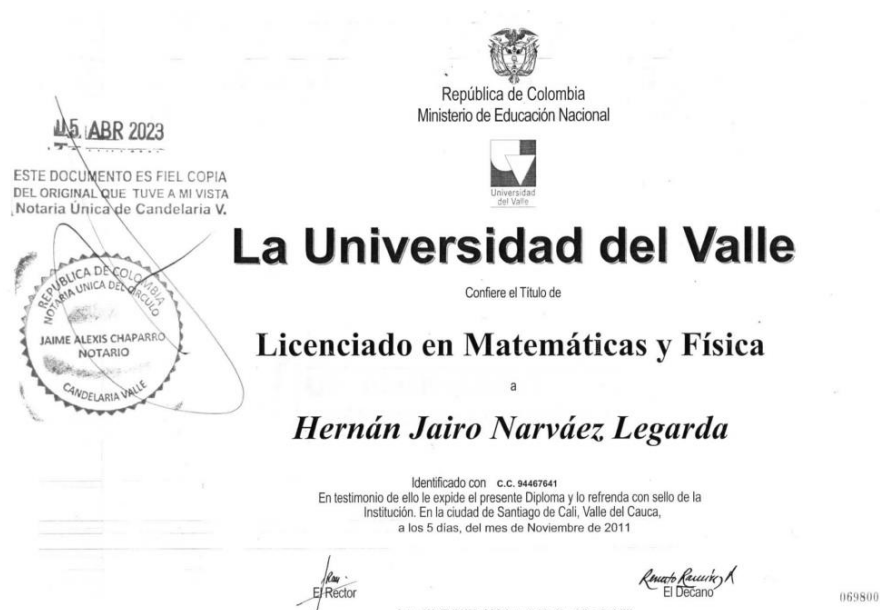 República de Colombia
Ministerio de Educación Nacional
ABR 2023
ESTE DOCUMENTO ES FIEL COPIA
DEL ORIGINAL QUE TUVE A MI VISTA
Notaria Única de Candelaria V.
Universidad
del Valle
La Universidad del Valle
Confiere el Título de
REPUBLICA DE COLOMBIA
NOTARIA UNICA DEL CIRCULO
JAIME ALEXIS CHAPARRO
NOTARIO
CANDELARIA VALLE
Licenciado en Matemáticas y Física
a
Hernán Jairo Narváez Legarda
Identificado con C.C. 94467641
En testimonio de ello le expide el presente Diploma y lo refrenda con sello de la
Institución. En la ciudad de Santiago de Cali, Valle del Cauca,
a los 5 días, del mes de Noviembre de 2011
El Rector
El Decano
069800